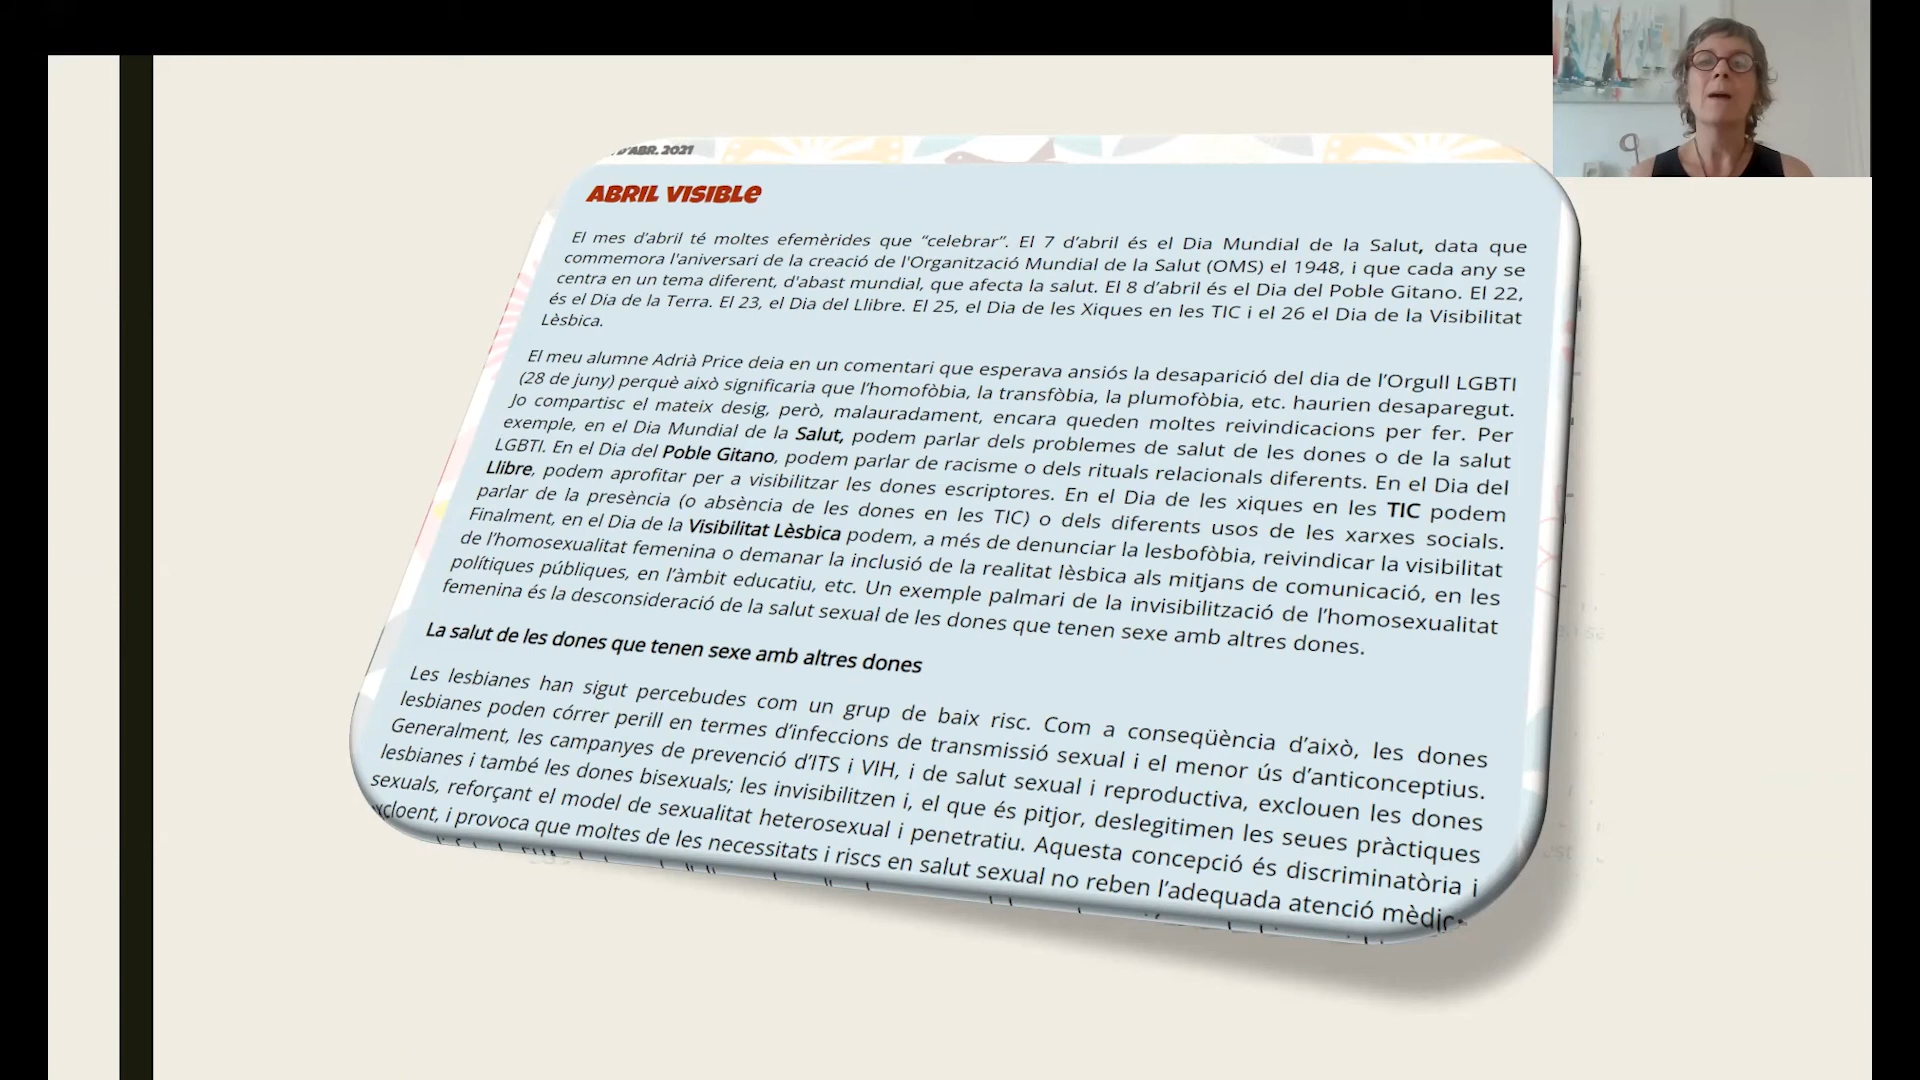 D'ABR. 2021
ABRIL VISIBLE
El mes d'abril té moltes efemèrides que “celebrar”. El 7 d'abril és el Dia Mundial de la Salut, data que
commemora l'aniversari de la creació de l'Organització Mundial de la Salut (OMS) el 1948, i que cada any se
centra en un tema diferent, d'abast mundial, que afecta la salut. El 8 d'abril és el Dia del Poble Gitano. El 22,
és el Dia de la Terra. El 23, el Dia del Llibre. El 25, el Dia de les Xiques en les TIC i el 26 el Dia de la Visibilitat
Lèsbica.
El meu alumne Adrià Price deia en un comentari que esperava ansiós la desaparició del dia de l'Orgull LGBTI
(28 de juny) perquè això significaria que l'homofòbia, la transfòbia, la plumofòbia, etc. haurien desaparegut.
Jo compartisc el mateix desig, però, malauradament, encara queden moltes reivindicacions per fer. Per
exemple, en el Dia Mundial de la Salut, podem parlar dels problemes de salut de les dones o de la salut
LGBTI. En el Dia del Poble Gitano, podem parlar de racisme o dels rituals relacionals diferents. En el Dia del
Llibre, podem aprofitar per a visibilitzar les dones escriptores. En el Dia de les xiques en les TIC podem
parlar de la presència (o absència de les dones en les TIC) o dels diferents usos de les xarxes socials.
Finalment, en el Dia de la Visibilitat Lèsbica podem, a més de denunciar la lesbofòbia, reivindicar la visibilitat
de l'homosexualitat femenina o demanar la inclusió de la realitat lèsbica als mitjans de comunicació, en les
polítiques públiques, en l'àmbit educatiu, etc. Un exemple palmari de la invisibilització de l'homosexualitat
femenina és la desconsideració de la salut sexual de les dones que tenen sexe amb altres dones.
La salut de les dones que tenen sexe amb altres dones
Les lesbianes han sigut percebudes com un grup de baix risc. Com a conseqüència d'això, les dones
lesbianes poden córrer perill en termes d'infeccions de transmissió sexual i el menor ús d'anticonceptius.
Generalment, les campanyes de prevenció d'ITS i VIH, i de salut sexual i reproductiva, exclouen les dones
lesbianes i també les dones bisexuals; les invisibilitzen i, el que és pitjor, deslegitimen les seues pràctiques
sexuals, reforçant el model de sexualitat heterosexual i penetratiu. Aquesta concepció és discriminatòria i
xcloent, i provoca que moltes de les necessitats i riscs en salut sexual no reben l'adequada atenció mèdic